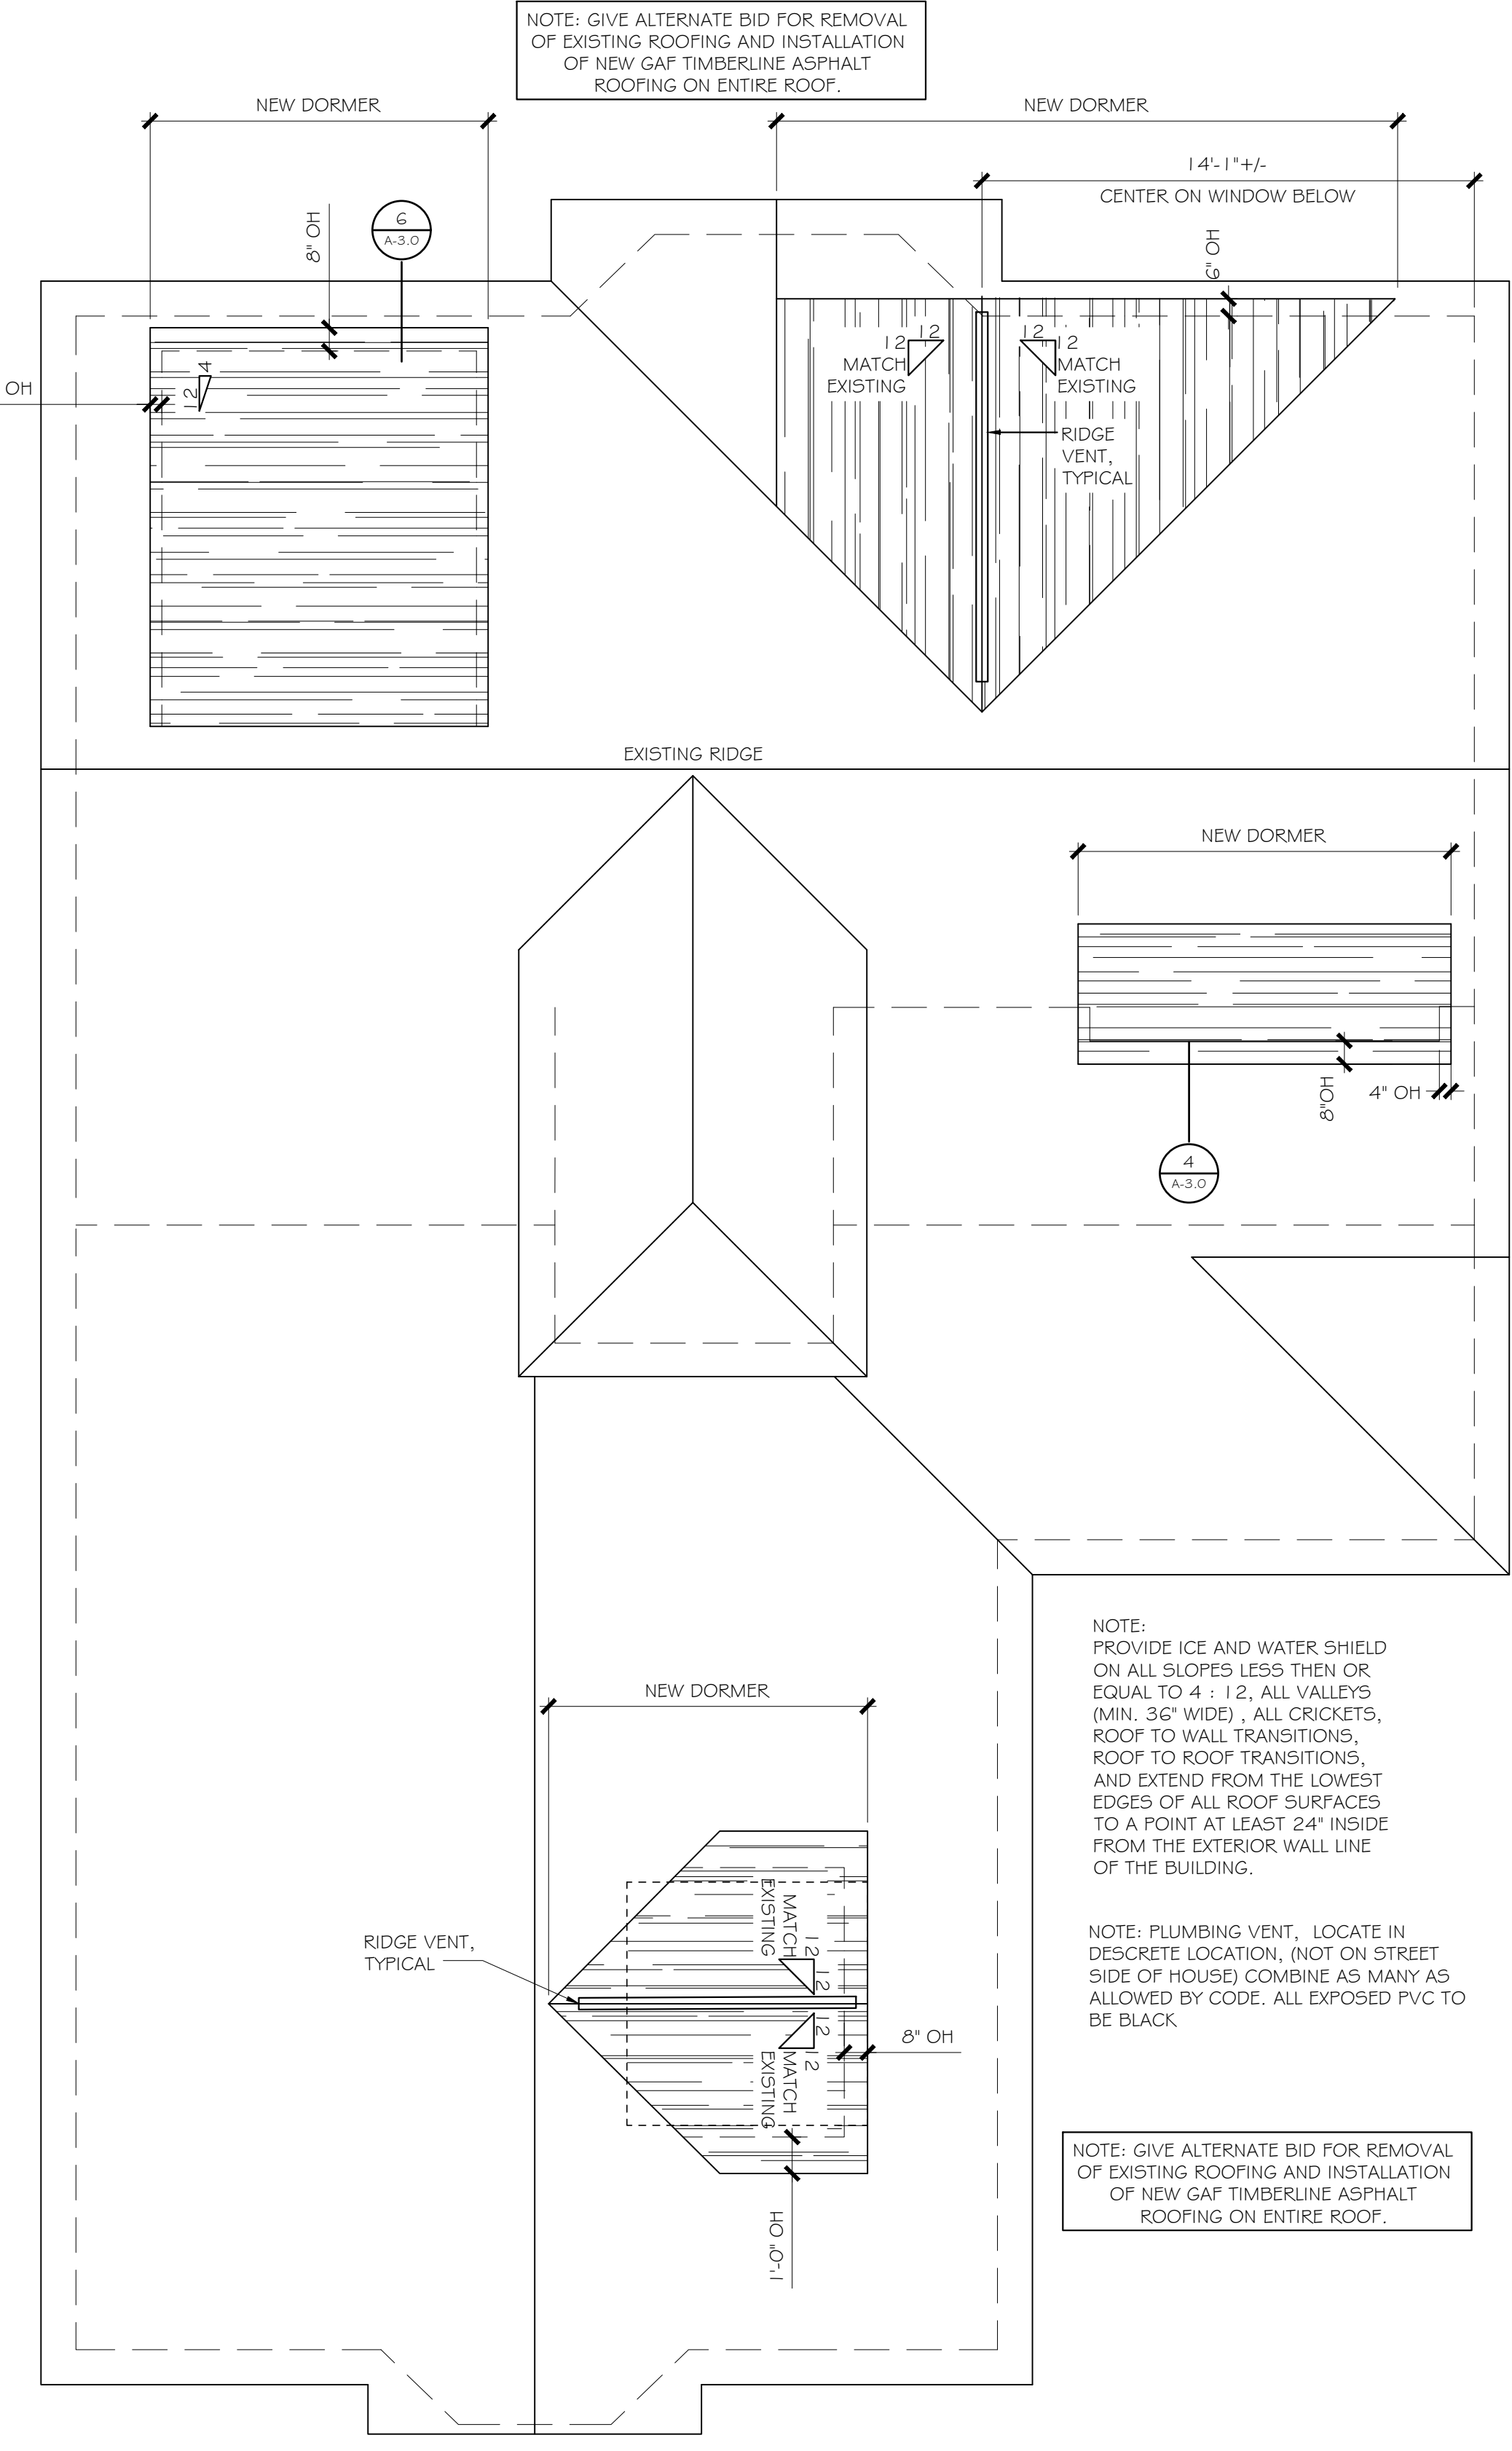 NOTE: GIVE ALTERNATE BID FOR REMOVAL
OF EXISTING ROOFING AND INSTALLATION
OF NEW GAF TIMBERLINE ASPHALT
ROOFING ON ENTIRE ROOF.
NEW DORMER
NEW DORMER
14'-1"+/-
CENTER ON WINDOW BELOW
8" OH
6
A-3.0
6" OH
OH
12
4
12
12
MATCH
EXISTING
12
12
MATCH
EXISTING
RIDGE
VENT,
TYPICAL
EXISTING RIDGE
NEW DORMER
8"OH
4" OH
4
A-3.0
NOTE:
PROVIDE ICE AND WATER SHIELD
ON ALL SLOPES LESS THEN OR
EQUAL TO 4 : 12, ALL VALLEYS
(MIN. 36" WIDE) , ALL CRICKETS,
ROOF TO WALL TRANSITIONS,
ROOF TO ROOF TRANSITIONS,
AND EXTEND FROM THE LOWEST
EDGES OF ALL ROOF SURFACES
TO A POINT AT LEAST 24" INSIDE
FROM THE EXTERIOR WALL LINE
OF THE BUILDING.
NEW DORMER
MATCH
EXISTING
12
12
RIDGE VENT,
TYPICAL
12
12
MATCH
EXISTING
8" OH
1'-0" OH
NOTE: PLUMBING VENT, LOCATE IN
DESCRETE LOCATION, (NOT ON STREET
SIDE OF HOUSE) COMBINE AS MANY AS
ALLOWED BY CODE. ALL EXPOSED PVC TO
BE BLACK
NOTE: GIVE ALTERNATE BID FOR REMOVAL
OF EXISTING ROOFING AND INSTALLATION
OF NEW GAF TIMBERLINE ASPHALT
ROOFING ON ENTIRE ROOF.